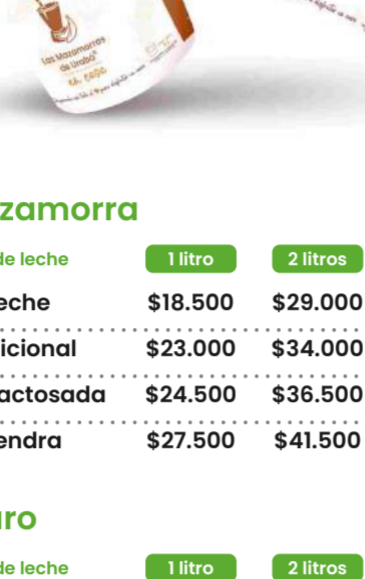 Las Mazamorras
de Urabá®
zamorra
de leche 1 litro 2 litros
eche $18.500 $29.000
icional $23.000 $34.000
actosada $24.500 $36.500
endra $27.500 $41.500
uro
de leche 1 litro 2 litros